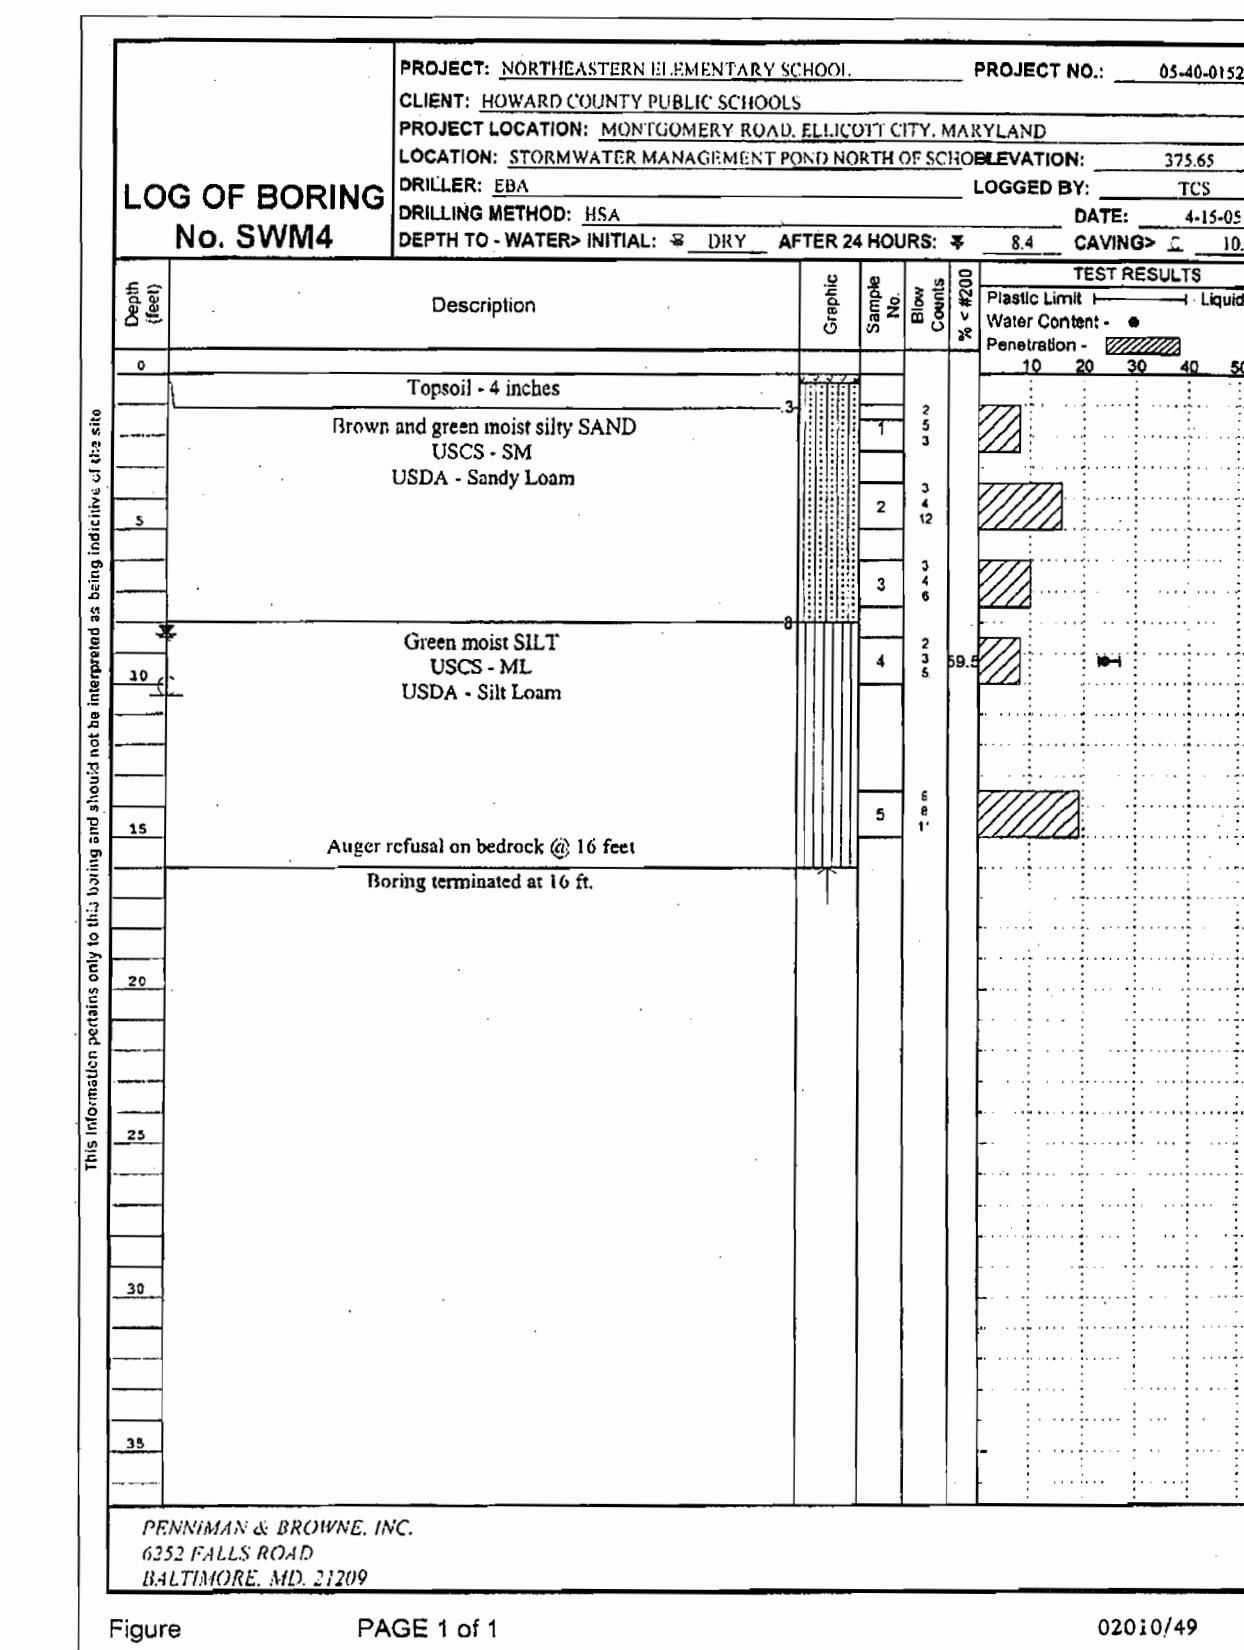 LOG OF BORING
No. SWM4
PROJECT: NORTHEASTERN ELEMENTARY SCHOOL PROJECT NO.: 05-40-0152
CLIENT: HOWARD COUNTY PUBLIC SCHOOLS
PROJECT LOCATION: MONTGOMERY ROAD, ELLICOTT CITY, MARYLAND
LOCATION: STORMWATER MANAGEMENT POND NORTH OF SCHO ELEVATION: 375.65
DRILLER: EBA LOGGED BY: TCS
DRILLING METHOD: HSA DATE: 4-15-05
DEPTH TO - WATER> INITIAL: DRY AFTER 24 HOURS: 8.4 CAVING> C 10.
Depth (feet)
Description
Graphic
Sample No.
Blow Counts
% < #200
TEST RESULTS
Plastic Limit Liquid
Water Content -
Penetration -
10 20 30 40 50
0
Topsoil - 4 inches
.3
Brown and green moist silty SAND
USCS - SM
USDA - Sandy Loam
1 2 5 3
2 3 4 12
5
3 3 4 6
8
Green moist SILT
USCS - ML
USDA - Silt Loam
4 2 3 5 59.5
10
5 8
15
Auger refusal on bedrock @ 16 feet
Boring terminated at 16 ft.
20
25
30
35
This information pertains only to this boring and should not be interpreted as being indicitive of the site
PENNIMAN & BROWNE, INC.
6252 FALLS ROAD
BALTIMORE, MD. 21209
Figure PAGE 1 of 1 02010/49